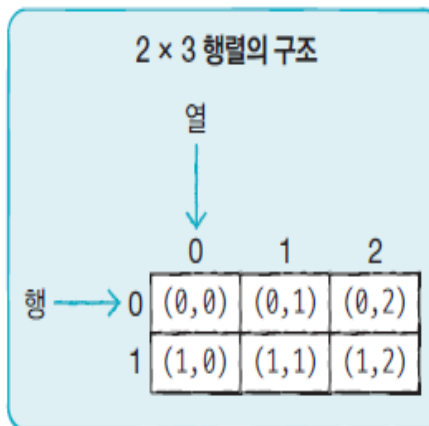 2 × 3 행렬의 구조
열
0 1 2
행 0 (0,0) (0,1) (0,2)
1 (1,0) (1,1) (1,2)